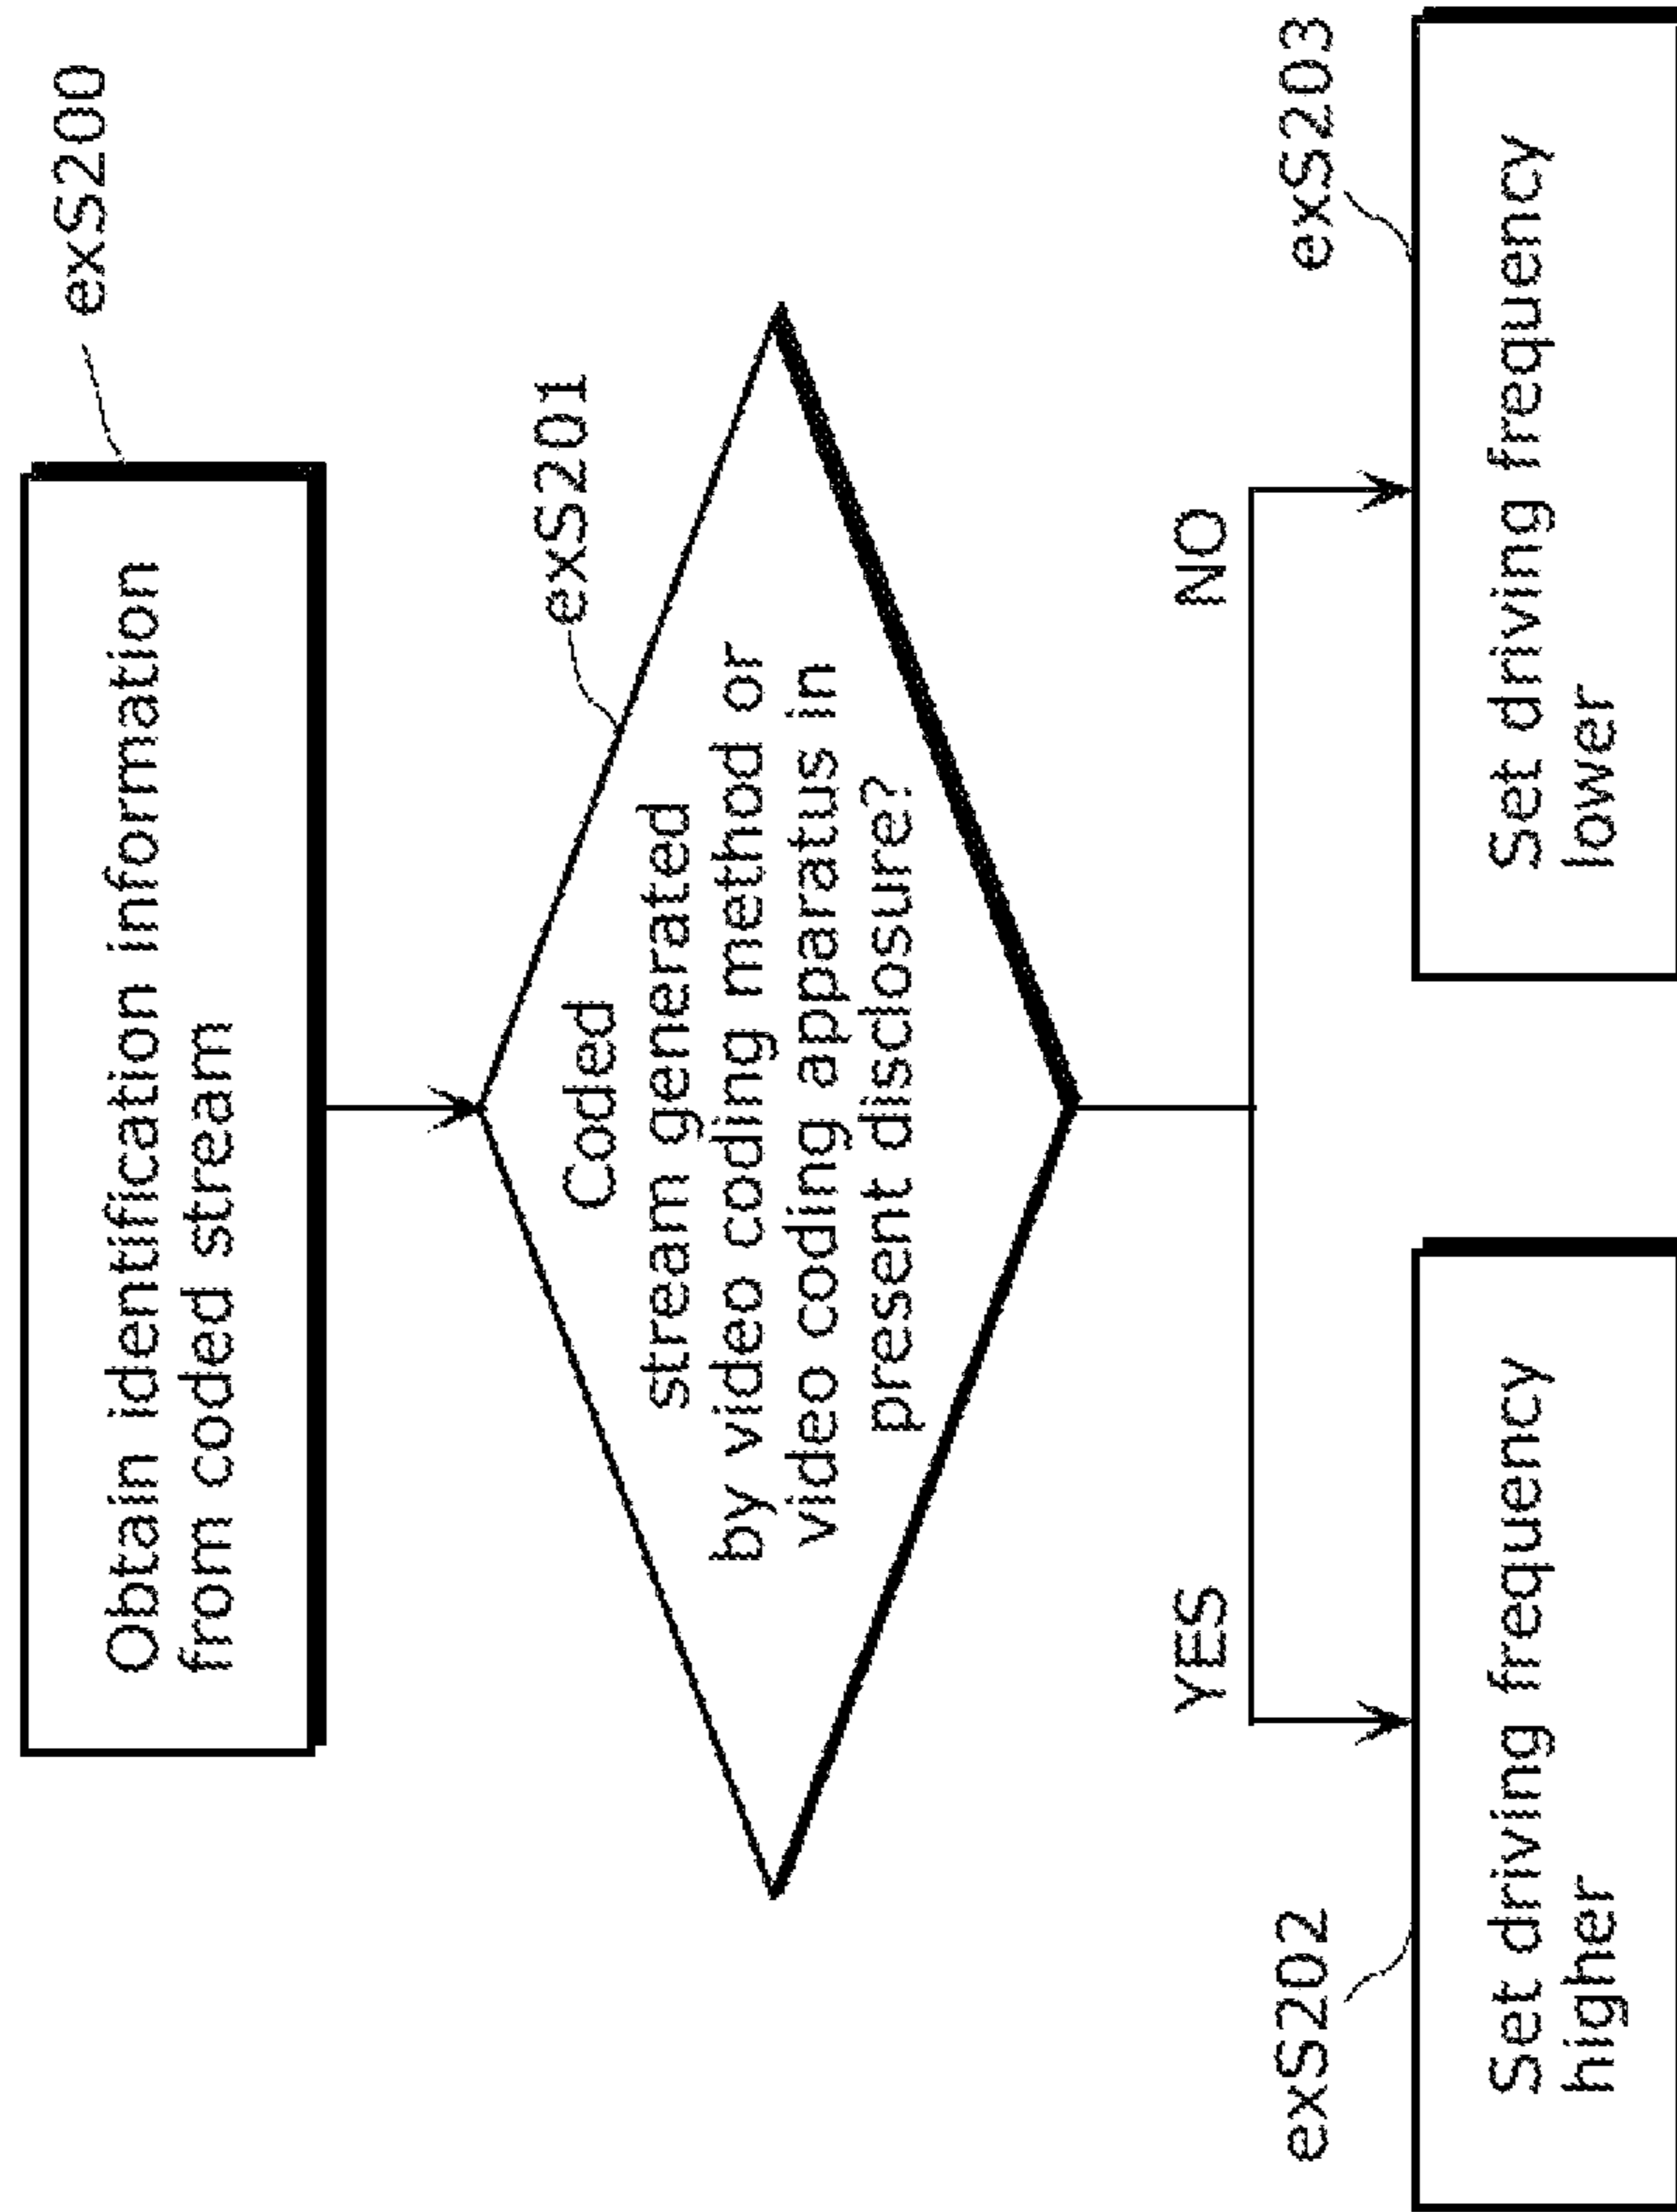 exS200
Obtain identification information
from coded stream
exS201
Coded
stream generated
by video coding method or
video coding apparatus in
present disclosure?
YES
NO
exS202
exS203
Set driving frequency
higher
Set driving frequency
lower